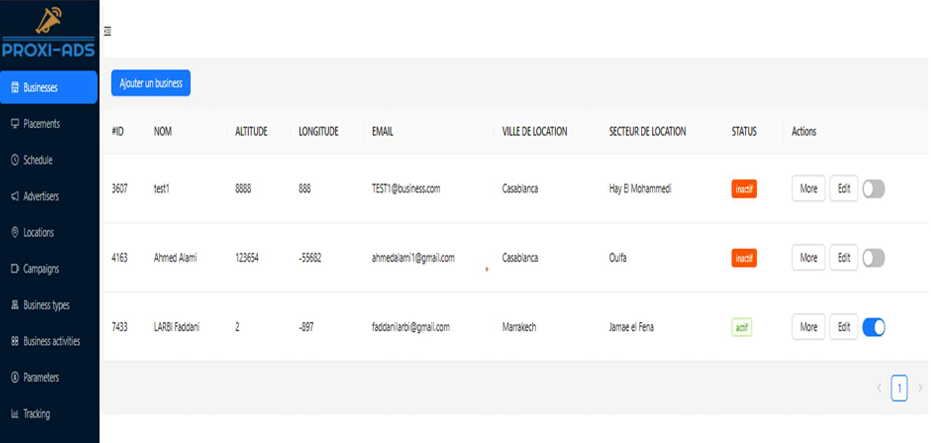 PROXI-ADS
Businesses
Placements
Schedule
Advertisers
Locations
Campaigns
Business types
Business activities
Parameters
Tracking
Ajouter un business
#ID NOM ALTITUDE LONGITUDE EMAIL VILLE DE LOCATION SECTEUR DE LOCATION STATUS Actions
3607 test1 8888 888 TEST1@business.com Casablanca Hay El Mohammedi inactif More Edit
4163 Ahmed Alami 123654 -55682 ahmedalami1@gmail.com Casablanca Oulfa inactif More Edit
7433 LARBI Faddani 2 -897 faddanilarbi@gmail.com Marrakech Jamae el Fena actif More Edit
< 1 >